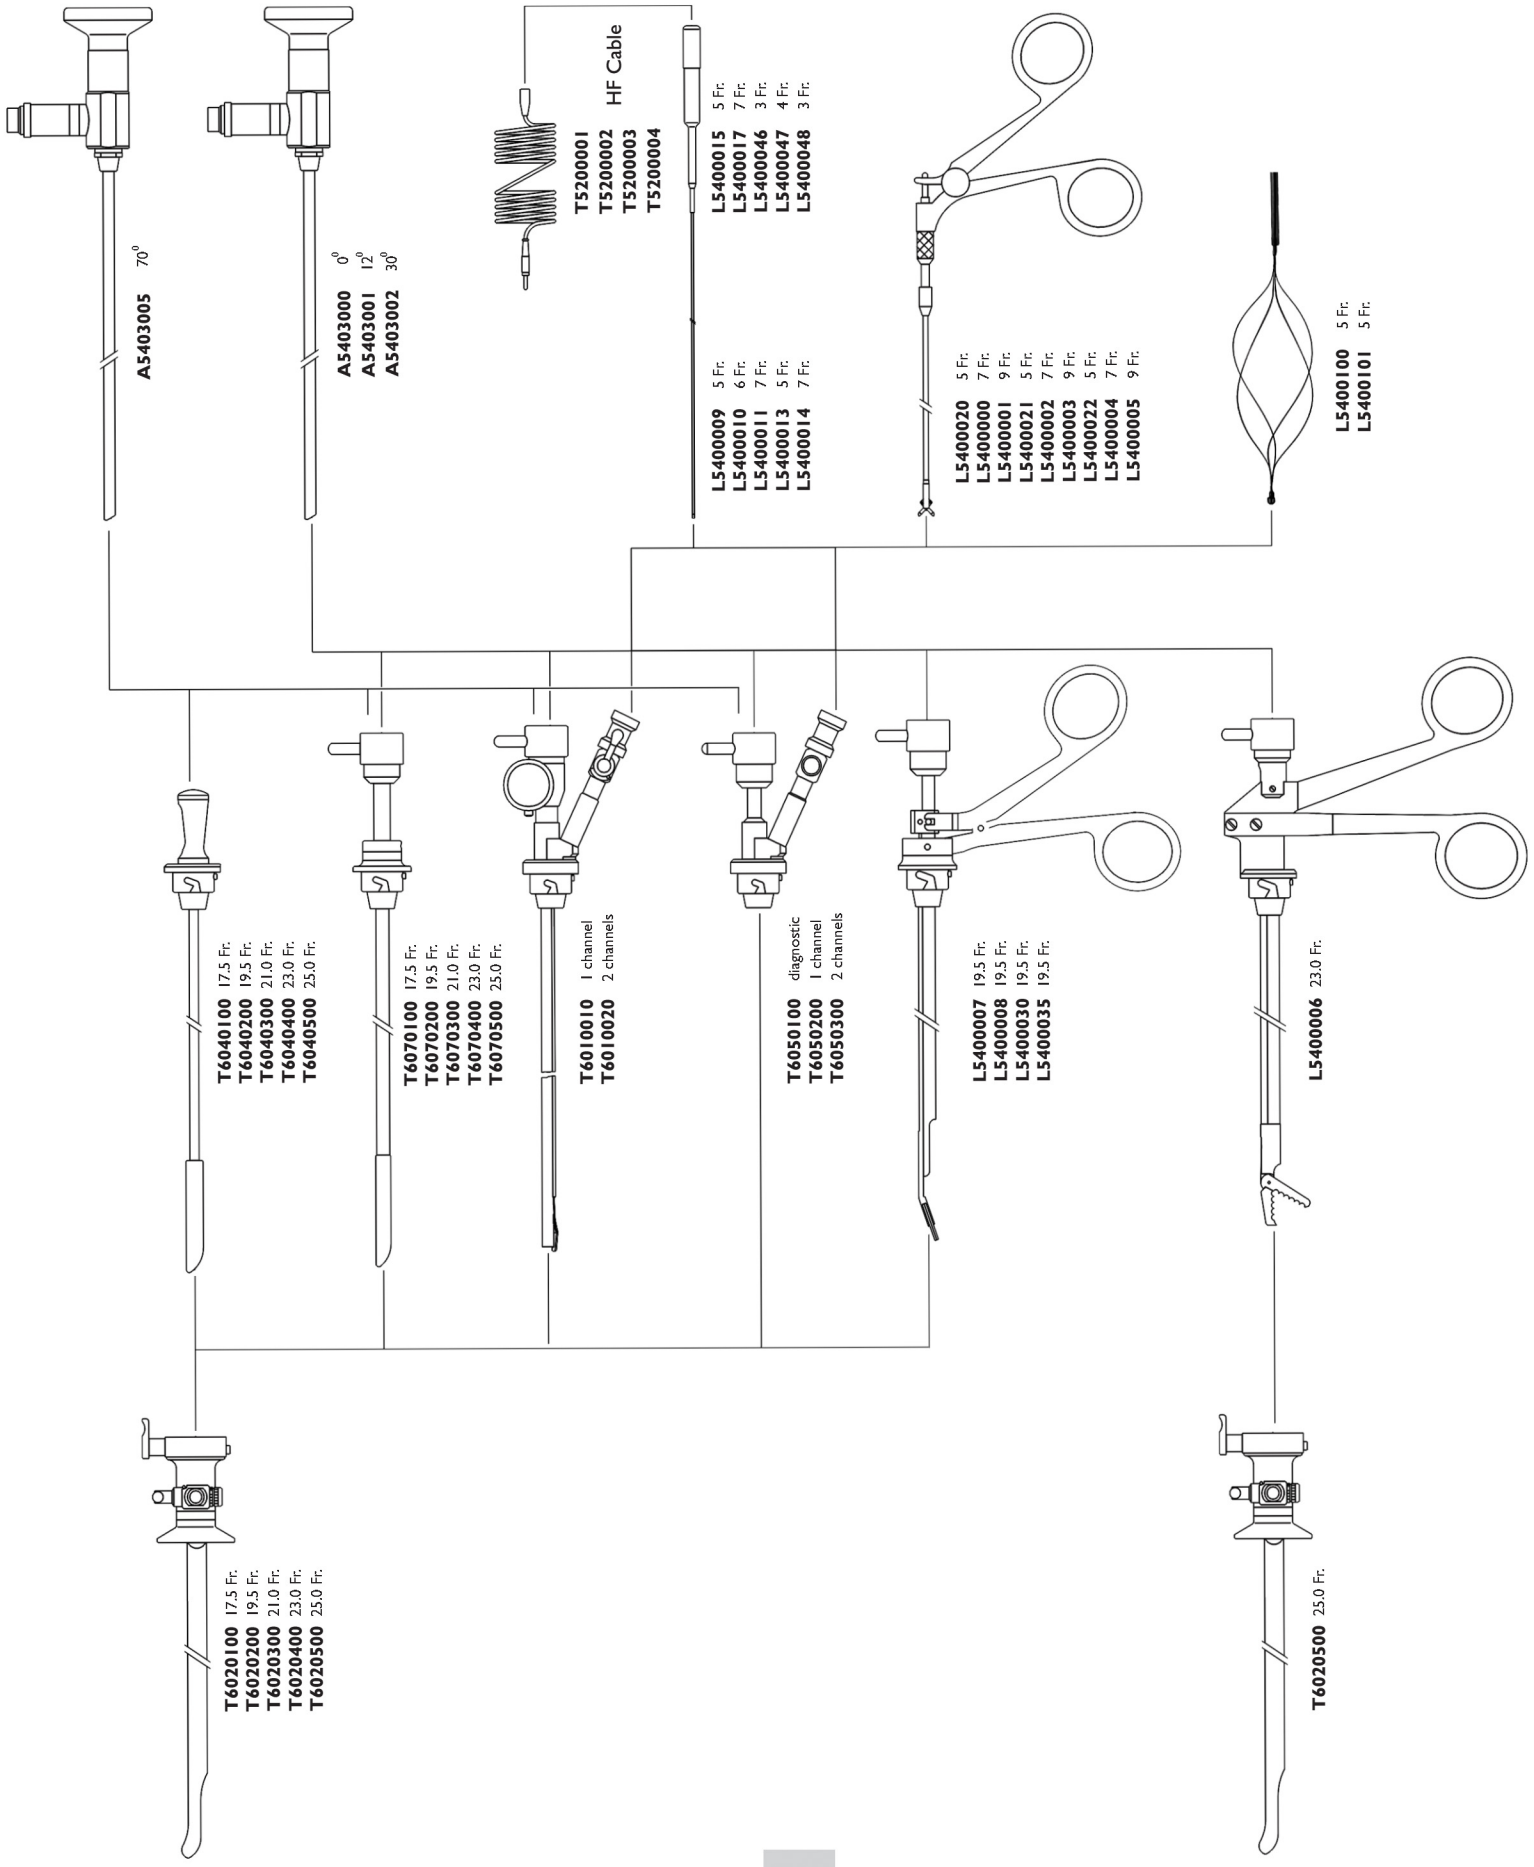 A5403005 70⁰
A5403000 0⁰
A5403001 12⁰
A5403002 30⁰
T5200001
T5200002 HF Cable
T5200003
T5200004
L5400015 5 Fr.
L5400017 7 Fr.
L5400046 3 Fr.
L5400047 4 Fr.
L5400048 3 Fr.
L5400009 5 Fr.
L5400010 6 Fr.
L5400011 7 Fr.
L5400013 5 Fr.
L5400014 7 Fr.
L5400020 5 Fr.
L5400000 7 Fr.
L5400001 9 Fr.
L5400021 5 Fr.
L5400002 7 Fr.
L5400003 9 Fr.
L5400022 5 Fr.
L5400004 7 Fr.
L5400005 9 Fr.
L5400100 5 Fr.
L5400101 5 Fr.
T6040100 17.5 Fr.
T6040200 19.5 Fr.
T6040300 21.0 Fr.
T6040400 23.0 Fr.
T6040500 25.0 Fr.
T6070100 17.5 Fr.
T6070200 19.5 Fr.
T6070300 21.0 Fr.
T6070400 23.0 Fr.
T6070500 25.0 Fr.
T6010010 1 channel
T6010020 2 channels
T6050100 diagnostic
T6050200 1 channel
T6050300 2 channels
L5400007 19.5 Fr.
L5400008 19.5 Fr.
L5400030 19.5 Fr.
L5400035 19.5 Fr.
L5400006 23.0 Fr.
T6020100 17.5 Fr.
T6020200 19.5 Fr.
T6020300 21.0 Fr.
T6020400 23.0 Fr.
T6020500 25.0 Fr.
T6020500 25.0 Fr.